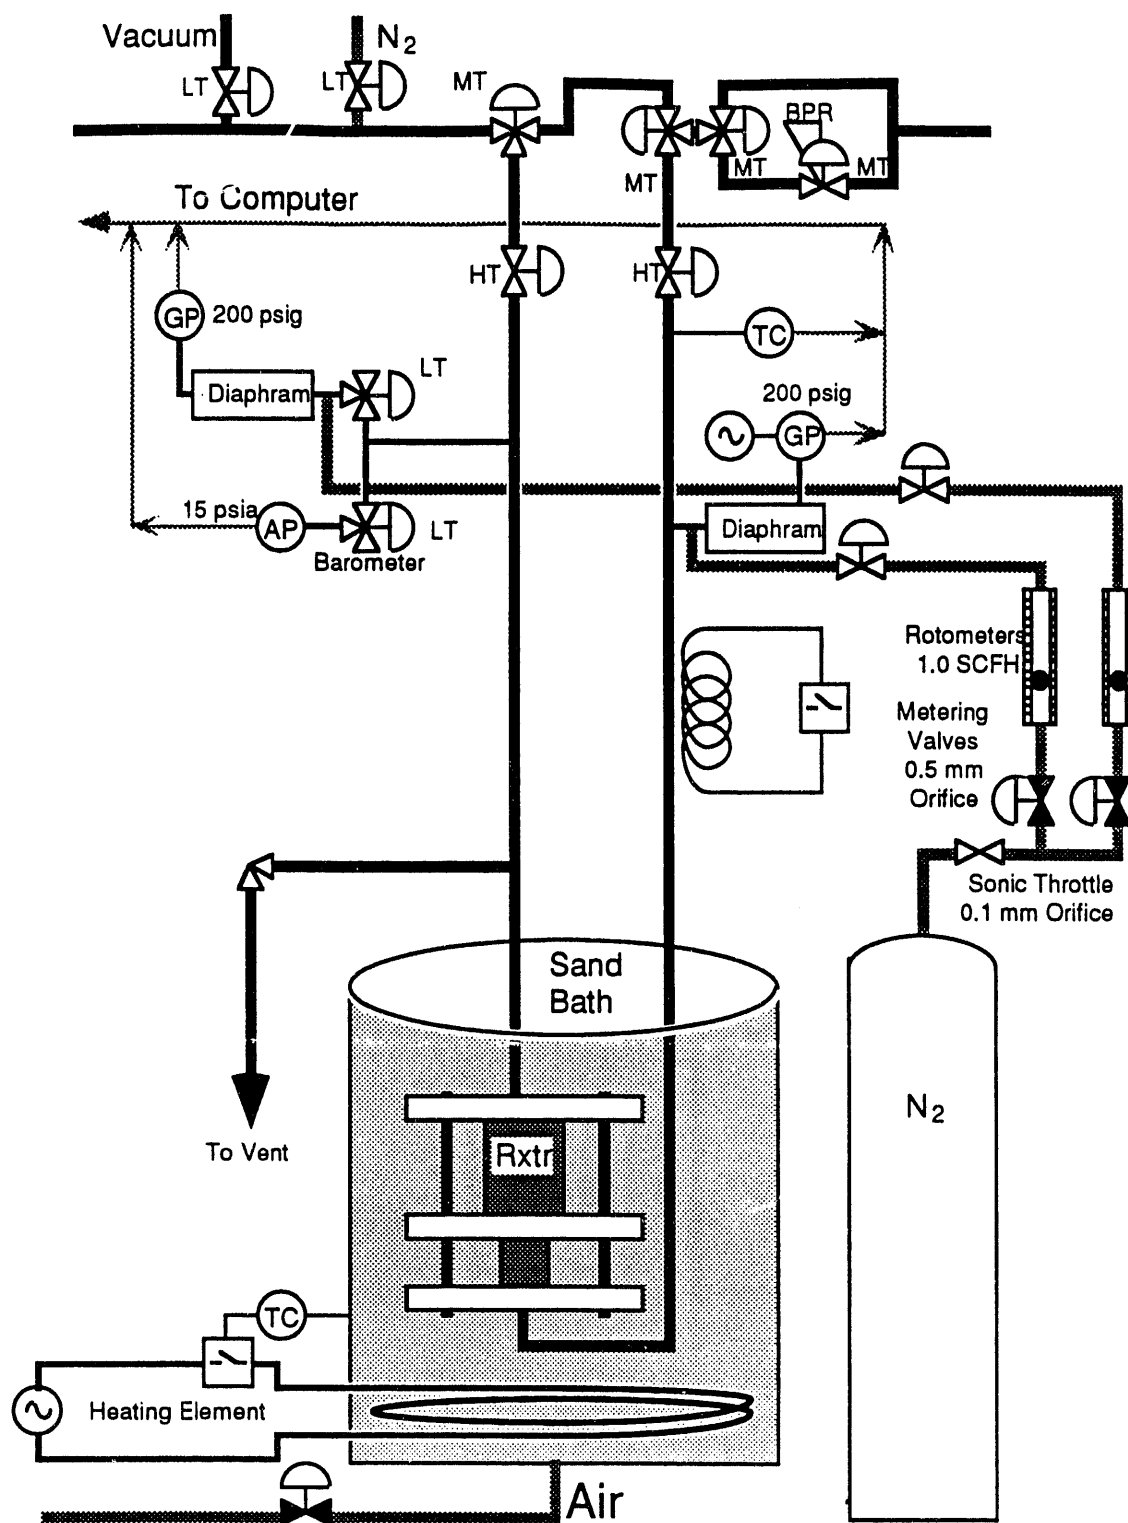 Vacuum
N2
LT
LT
MT
BPR
MT
MT
MT
To Computer
HT
HT
GP
200 psig
TC
LT
Diaphram
200 psig
GP
15 psia
AP
LT
Diaphram
Barometer
Rotometers
1.0 SCFH
Metering
Valves
0.5 mm
Orifice
Sonic Throttle
0.1 mm Orifice
Sand
Bath
N2
To Vent
Rxtr
TC
Heating Element
Air